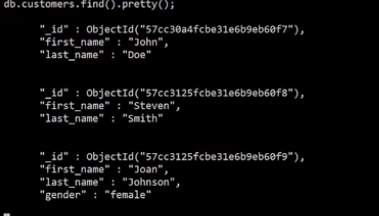 db.customers.find().pretty();
"_id" : ObjectId("57cc30a4fcbe31e6b9eb60f7"),
"first_name" : "John",
"last_name" : "Doe"
"_id" : ObjectId("57cc3125fcbe31e6b9eb60f8"),
"first_name" : "Steven",
"last_name" : "Smith"
"_id" : ObjectId("57cc3125fcbe31e6b9eb60f9"),
"first_name" : "Joan",
"last_name" : "Johnson",
"gender" : "female"